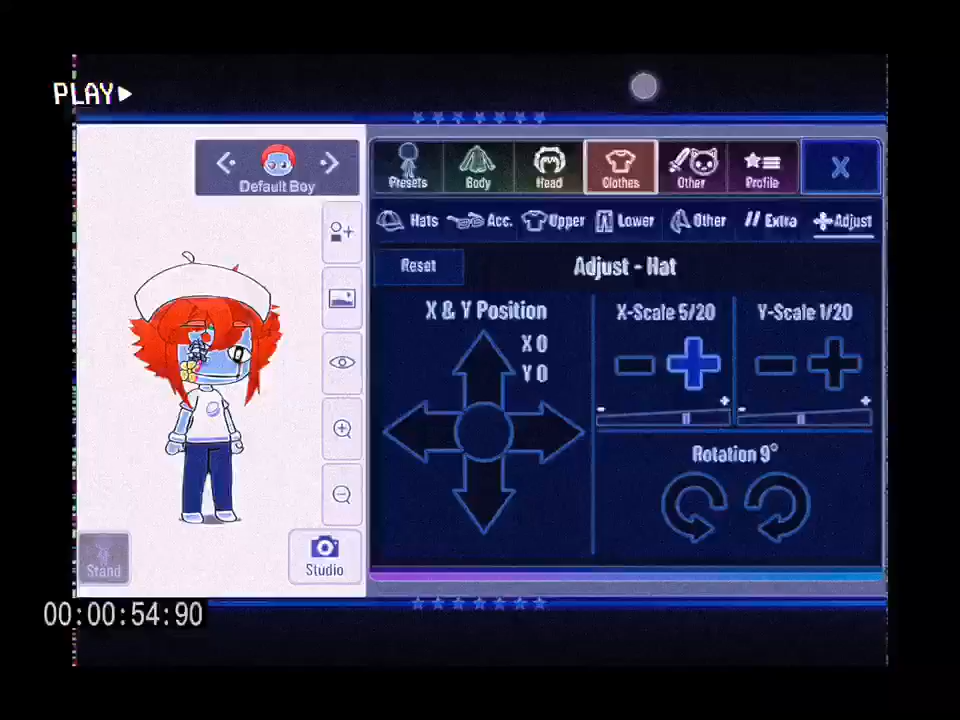 PLAY
Default Boy
Presets Body Head Clothes Other Profile X
Hats Acc. Upper Lower Other Extra Adjust
Reset
Adjust - Hat
X & Y Position
X 0
Y 0
X-Scale 5/20
Y-Scale 1/20
Rotation 9°
Stand
Studio
00:00:54:90